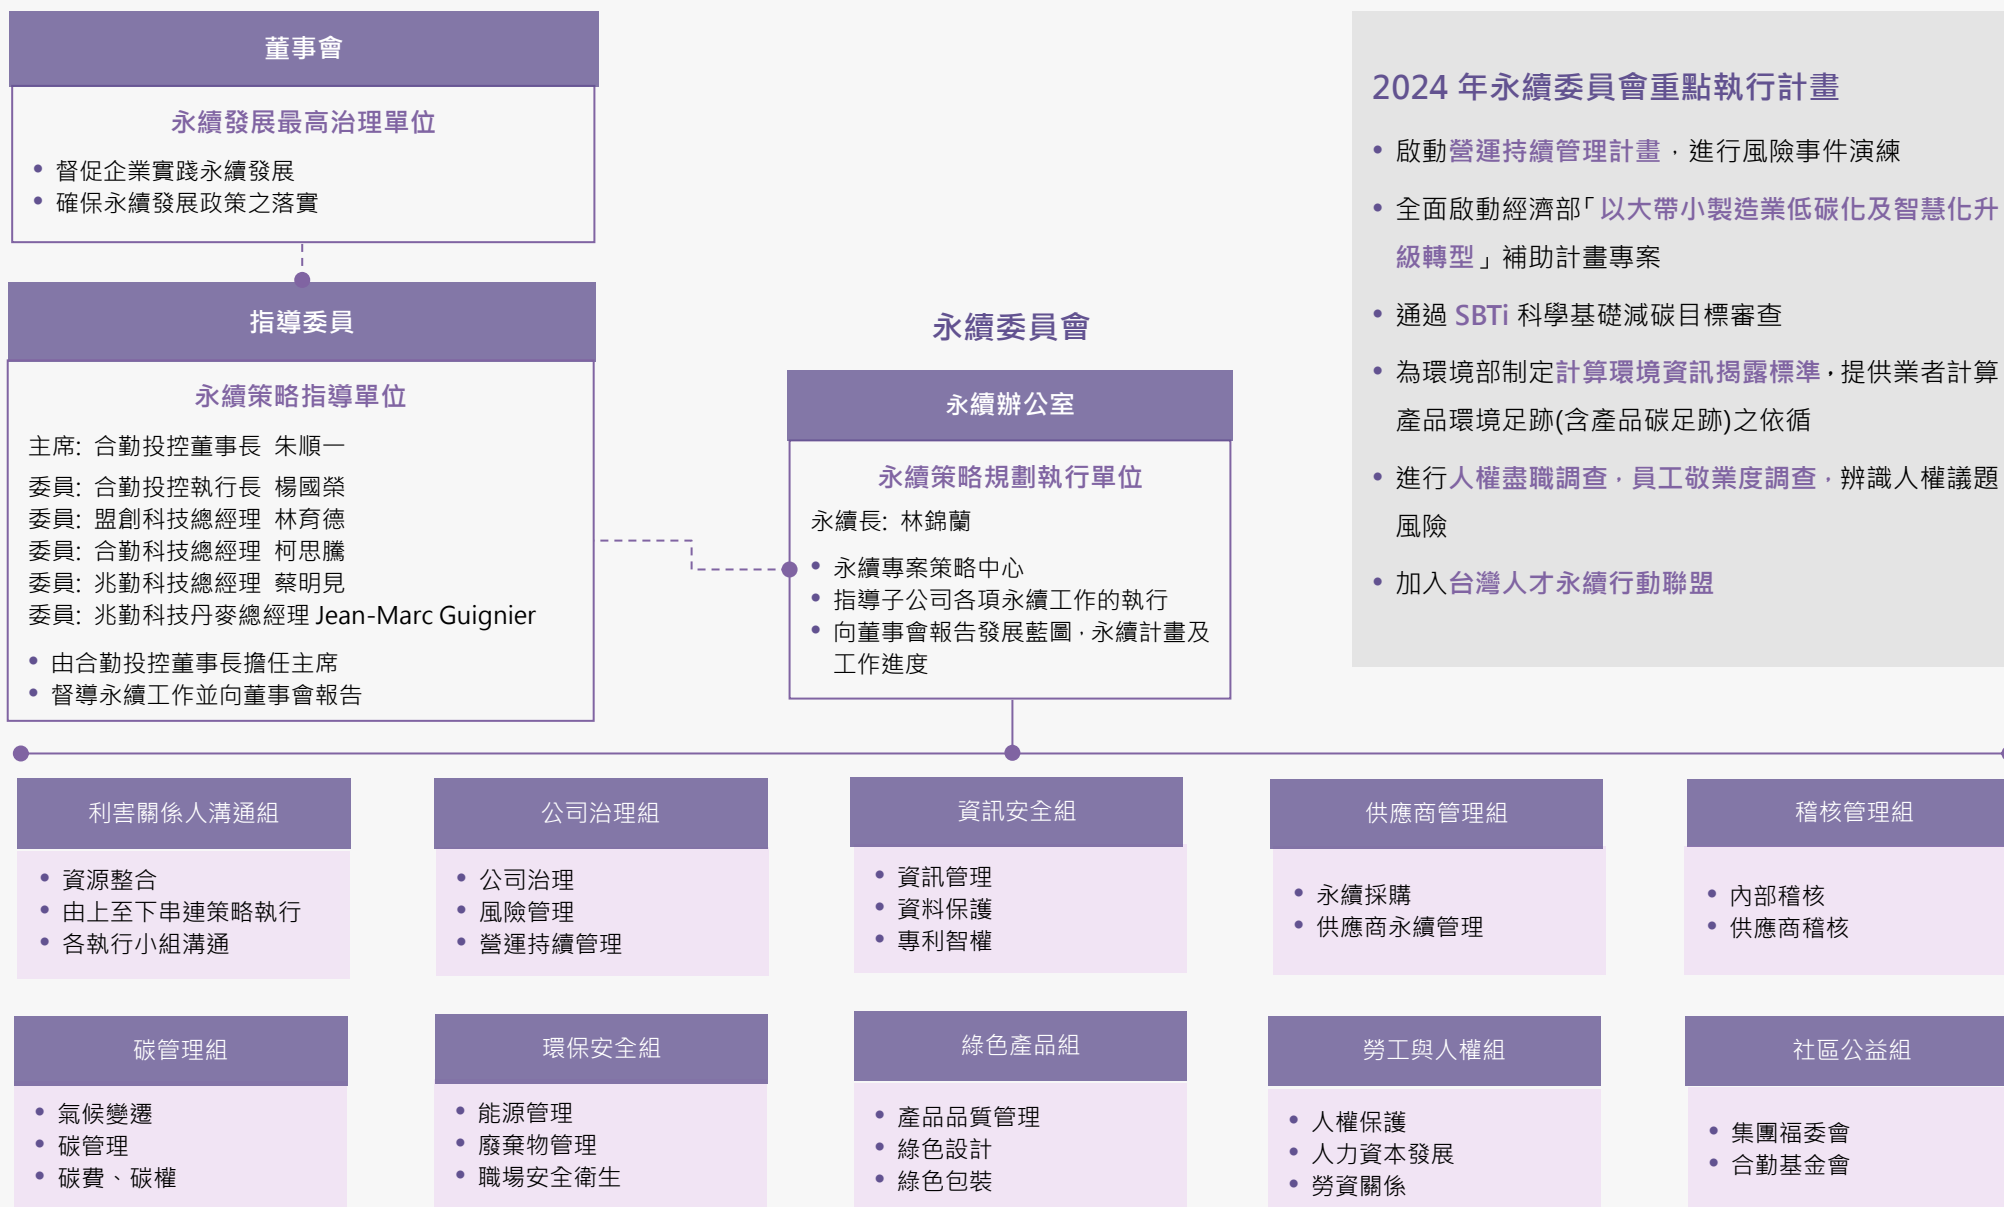 董事會
永續發展最高治理單位
• 督促企業實踐永續發展
• 確保永續發展政策之落實
指導委員
永續策略指導單位
主席: 合勤投控董事長 朱順一
委員: 合勤投控執行長 楊國榮
委員: 盟創科技總經理 林育德
委員: 合勤科技總經理 柯思騰
委員: 兆勤科技總經理 蔡明旯
委員: 兆勤科技丹麥總經理 Jean-Marc Guignier
• 由合勤投控董事長擔任主席
• 督導永續工作並向董事會報告
永續委員會
永續辦公室
永續策略規劃執行單位
永續長: 林錦蘭
• 永續專案策略中心
• 指導子公司各項永續工作的執行
• 向董事會報告發展藍圖，永續計畫及
工作進度
2024 年永續委員會重點執行計畫
• 啟動營運持續管理計畫，進行風險事件演練
• 全面啟動經濟部「以大帶小製造業低碳化及智慧化升
級轉型」補助計畫專案
• 通過 SBTi 科學基礎減碳目標審查
• 為環境部制定計算環境資訊揭露標準，提供業者計算
產品環境足跡(含產品碳足跡)之依循
• 進行人權盡職調查，員工敬業度調查，辨識人權議題
風險
• 加入台灣人才永續行動聯盟
利害關係人溝通組
• 資源整合
• 由上至下串連策略執行
• 各執行小組溝通
公司治理組
• 公司治理
• 風險管理
• 營運持續管理
資訊安全組
• 資訊管理
• 資料保護
• 專利智權
供應商管理組
• 永續採購
• 供應商永續管理
稽核管理組
• 內部稽核
• 供應商稽核
碳管理組
• 氣候變遷
• 碳管理
• 碳費、碳權
環保安全組
• 能源管理
• 廢棄物管理
• 職場安全衛生
綠色產品組
• 產品品質管理
• 綠色設計
• 綠色包裝
勞工與人權組
• 人權保護
• 人力資本發展
• 勞資關係
社區公益組
• 集團福委會
• 合勤基金會